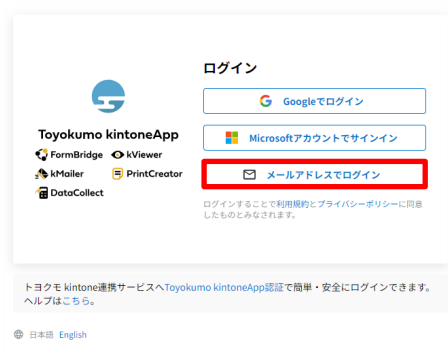 ログイン
Googleでログイン
Toyokumo kintoneApp
Microsoftアカウントでサインイン
FormBridge kViewer
kMailer PrintCreator
メールアドレスでログイン
DataCollect
ログインすることで利用規約とプライバシーポリシーに同意
したものとみなされます。
トヨクモ kintone連携サービスへToyokumo kintoneApp認証で簡単・安全にログインできます。
ヘルプはこちら。
日本語 English